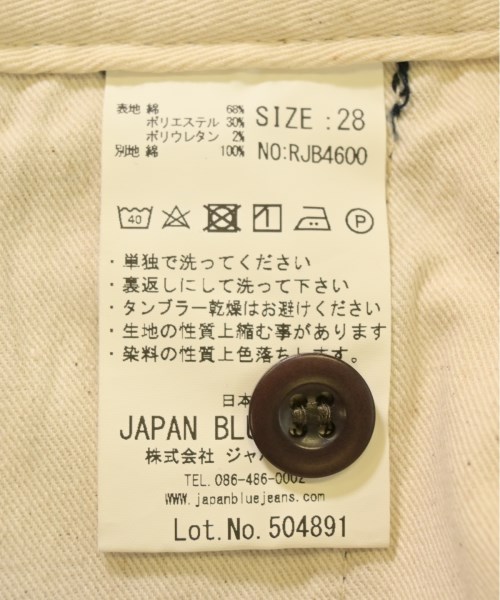 表地 綿 68%
ポリエステル 30%
ポリウレタン 2%
別地 綿 100%
SIZE : 28
NO:RJB4600
40
P
・単独で洗ってください
・裏返しにして洗って下さい
・タンブラー乾燥はお避けください
・生地の性質上縮む事があります
・染料の性質上色落ちします。
日本
JAPAN BLU
株式会社 ジャパ
TEL. 086-486-0002
WWW. japanbluejeans.com
Lot.No.504891